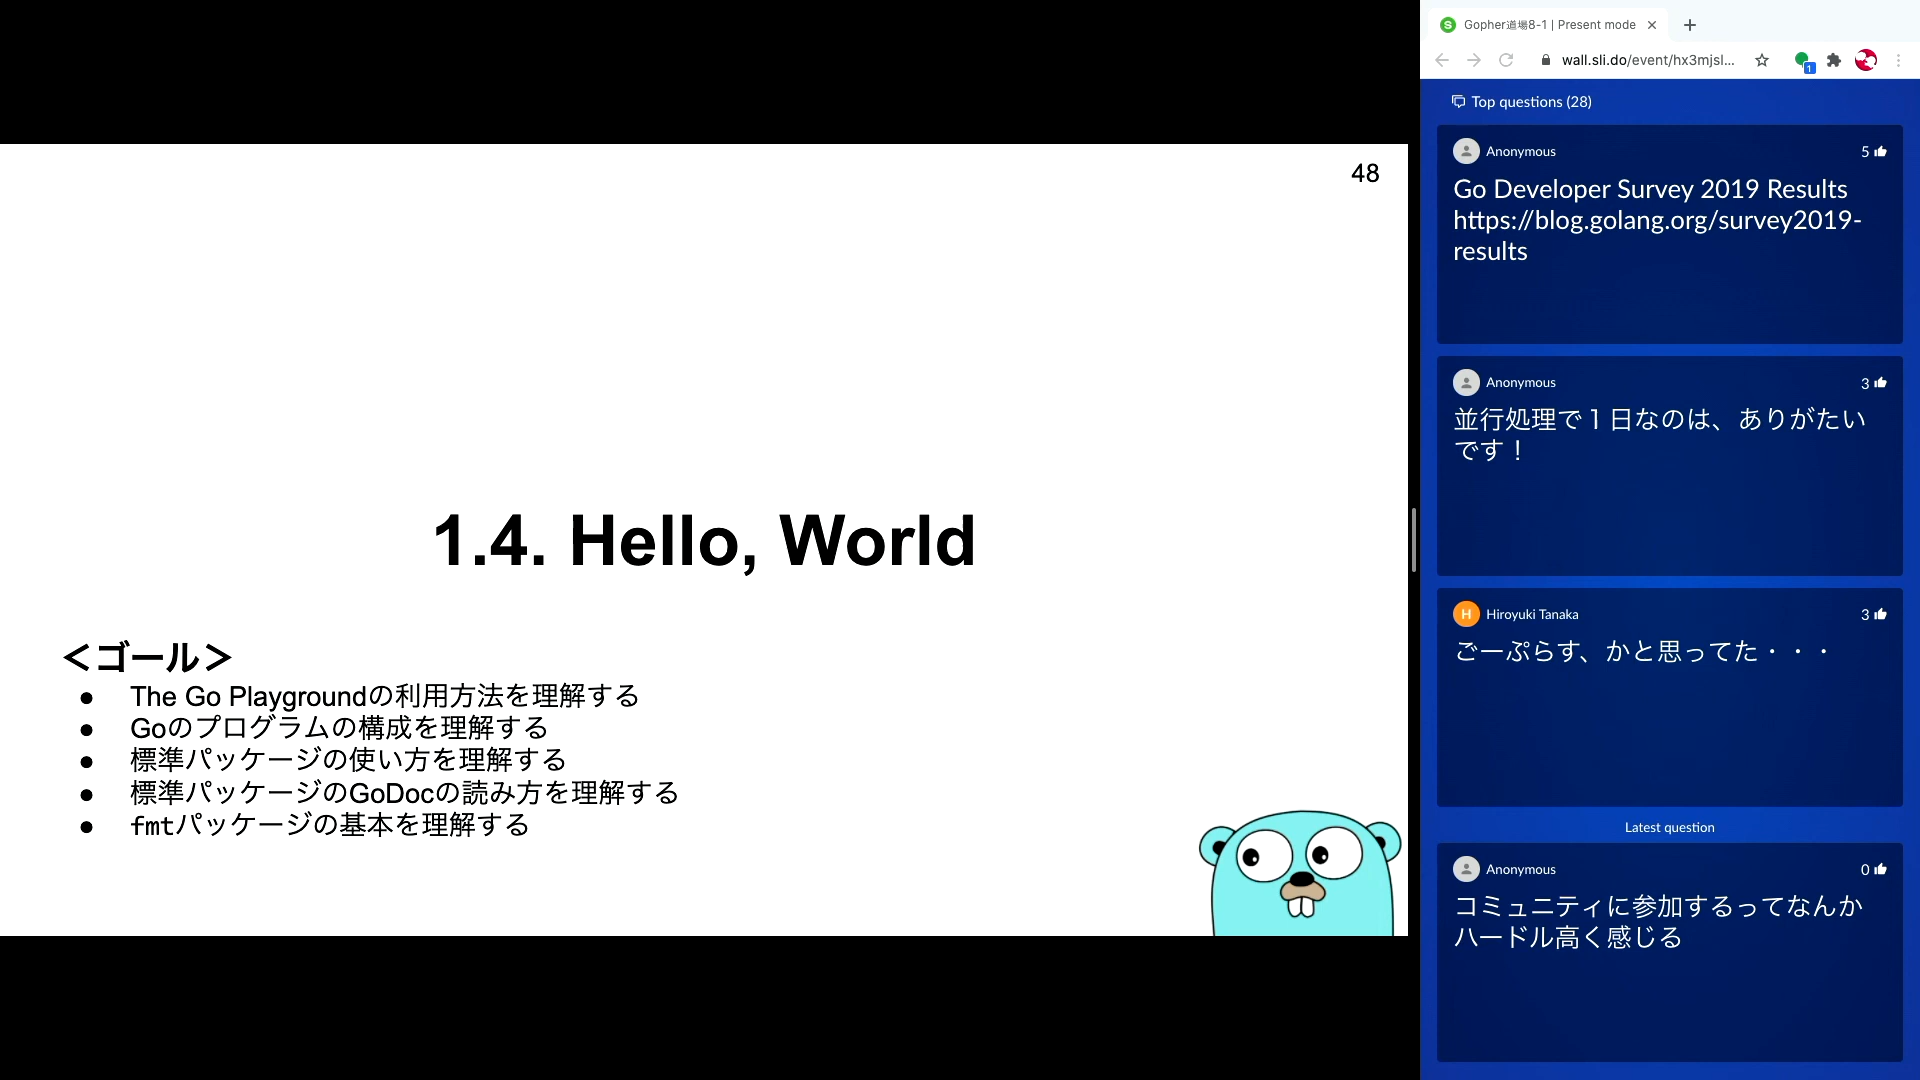 48
1.4. Hello, World
＜ゴール＞
● The Go Playgroundの利用方法を理解する
● Goのプログラムの構成を理解する
● 標準パッケージの使い方を理解する
● 標準パッケージのGoDocの読み方を理解する
● fmtパッケージの基本を理解する
Gopher道場8-1 | Present mode
wall.sli.do/event/hx3mjsl...
1
Top questions (28)
Anonymous 5
Go Developer Survey 2019 Results
https://blog.golang.org/survey2019-
results
Anonymous 3
並行処理で１日なのは、ありがたい
です！
H Hiroyuki Tanaka 3
ごーぷらす、かと思ってた・・・
Latest question
Anonymous 0
コミュニティに参加するってなんか
ハードル高く感じる